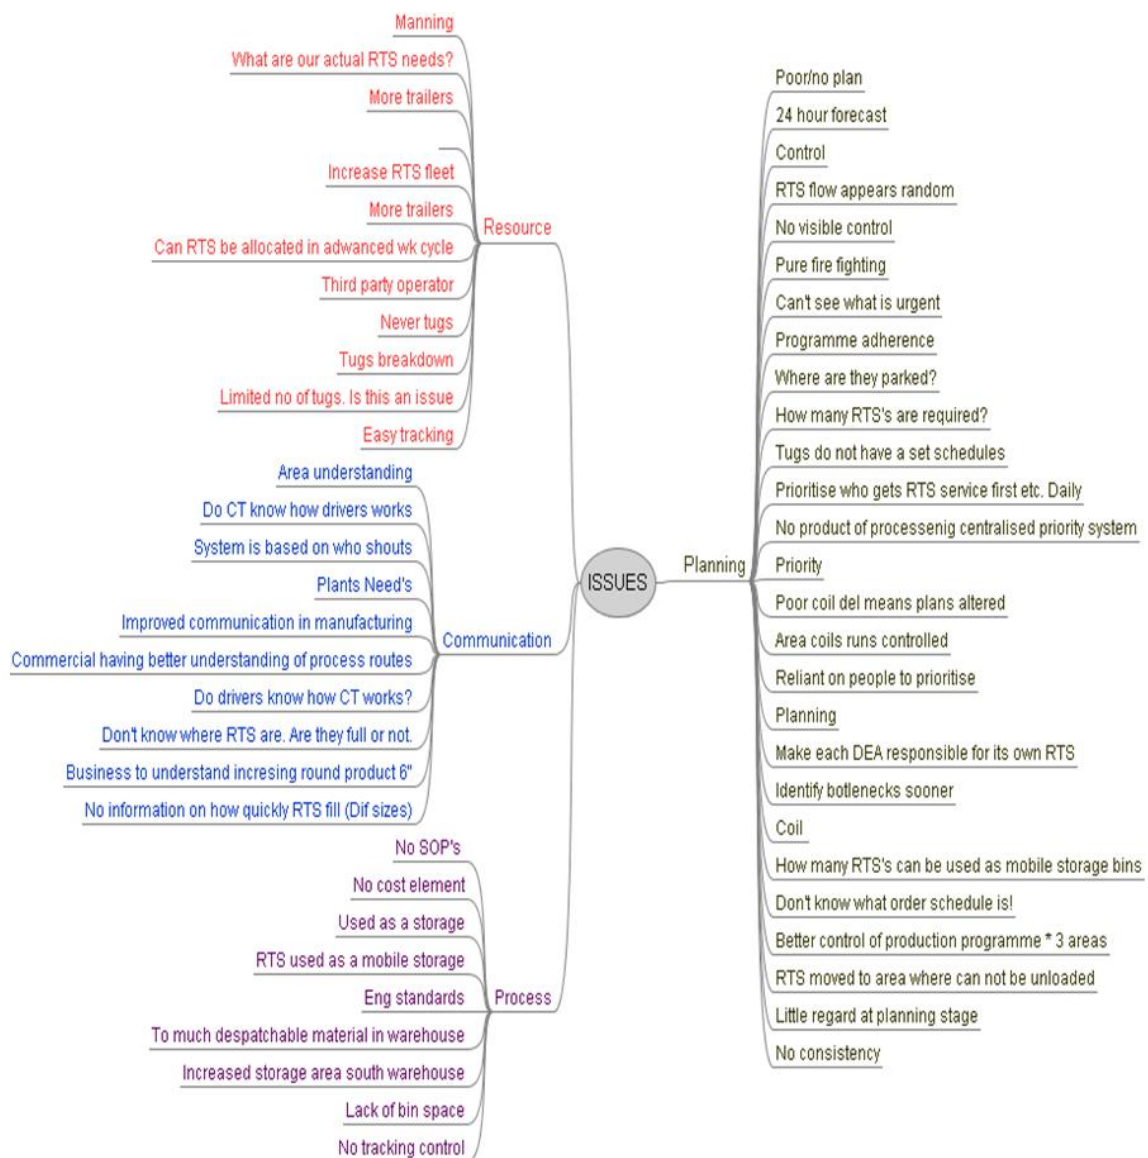 ISSUES
Resource
Manning
What are our actual RTS needs?
More trailers
Increase RTS fleet
More trailers
Can RTS be allocated in adwanced wk cycle
Third party operator
Never tugs
Tugs breakdown
Limited no of tugs. Is this an issue
Easy tracking
Communication
Area understanding
Do CT know how drivers works
System is based on who shouts
Plants Need's
Improved communication in manufacturing
Commercial having better understanding of process routes
Do drivers know how CT works?
Don't know where RTS are. Are they full or not.
Business to understand incresing round product 6"
No information on how quickly RTS fill (Dif sizes)
Process
No SOP's
No cost element
Used as a storage
RTS used as a mobile storage
Eng standards
To much despatchable material in warehouse
Increased storage area south warehouse
Lack of bin space
No tracking control
Planning
Poor/no plan
24 hour forecast
Control
RTS flow appears random
No visible control
Pure fire fighting
Can't see what is urgent
Programme adherence
Where are they parked?
How many RTS's are required?
Tugs do not have a set schedules
Prioritise who gets RTS service first etc. Daily
No product of processenig centralised priority system
Priority
Poor coil del means plans altered
Area coils runs controlled
Reliant on people to prioritise
Planning
Make each DEA responsible for its own RTS
Identify botlenecks sooner
Coil
How many RTS's can be used as mobile storage bins
Don't know what order schedule is!
Better control of production programme * 3 areas
RTS moved to area where can not be unloaded
Little regard at planning stage
No consistency